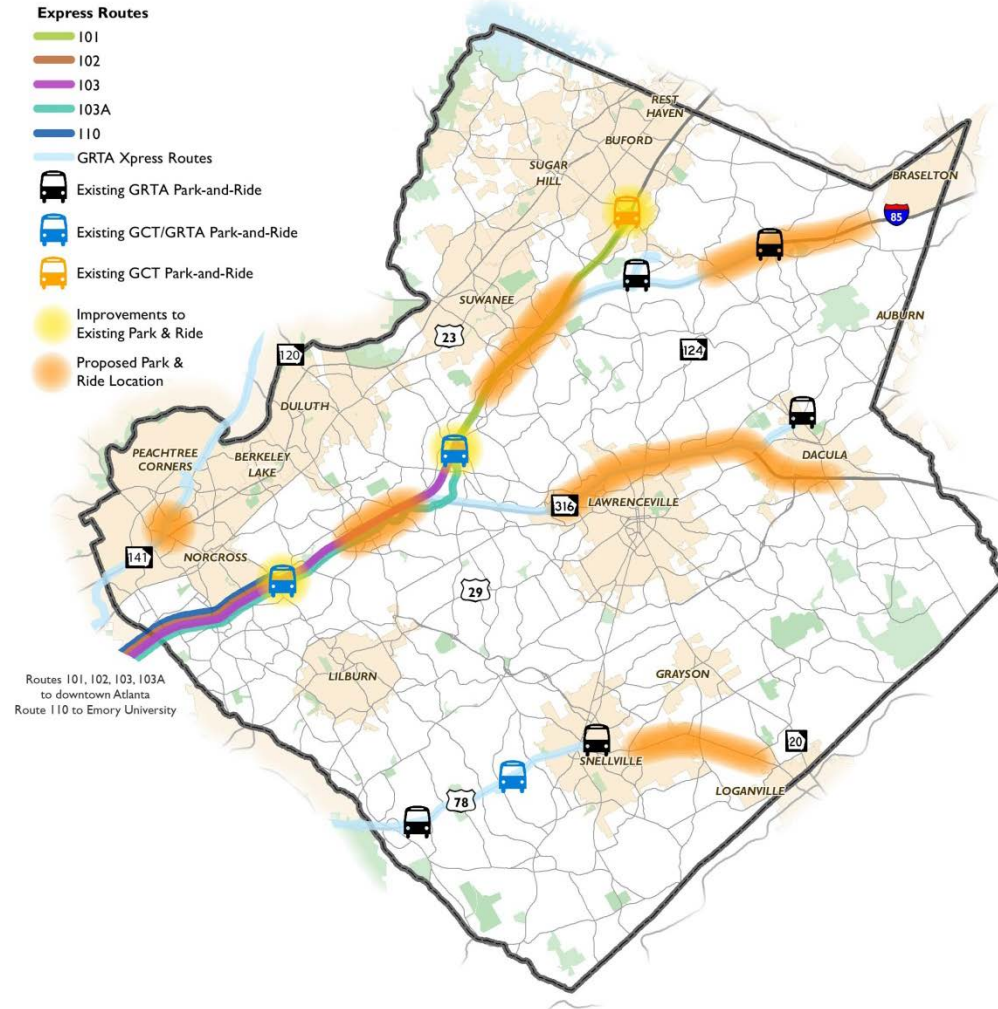 Express Routes
101
102
103
103A
110
GRTA Xpress Routes
Existing GRTA Park-and-Ride
Existing GCT/GRTA Park-and-Ride
Existing GCT Park-and-Ride
Improvements to
Existing Park & Ride
Proposed Park &
Ride Location
REST
HAVEN
BUFORD
SUGAR
HILL
BRASELTON
85
SUWANEE
23
AUBURN
120
124
DULUTH
PEACHTREE
CORNERS
BERKELEY
LAKE
DACULA
316
LAWRENCEVILLE
141
NORCROSS
29
LILBURN
GRAYSON
Routes 101, 102, 103, 103A
to downtown Atlanta
Route 110 to Emory University
20
SNELLVILLE
LOGANVILLE
78